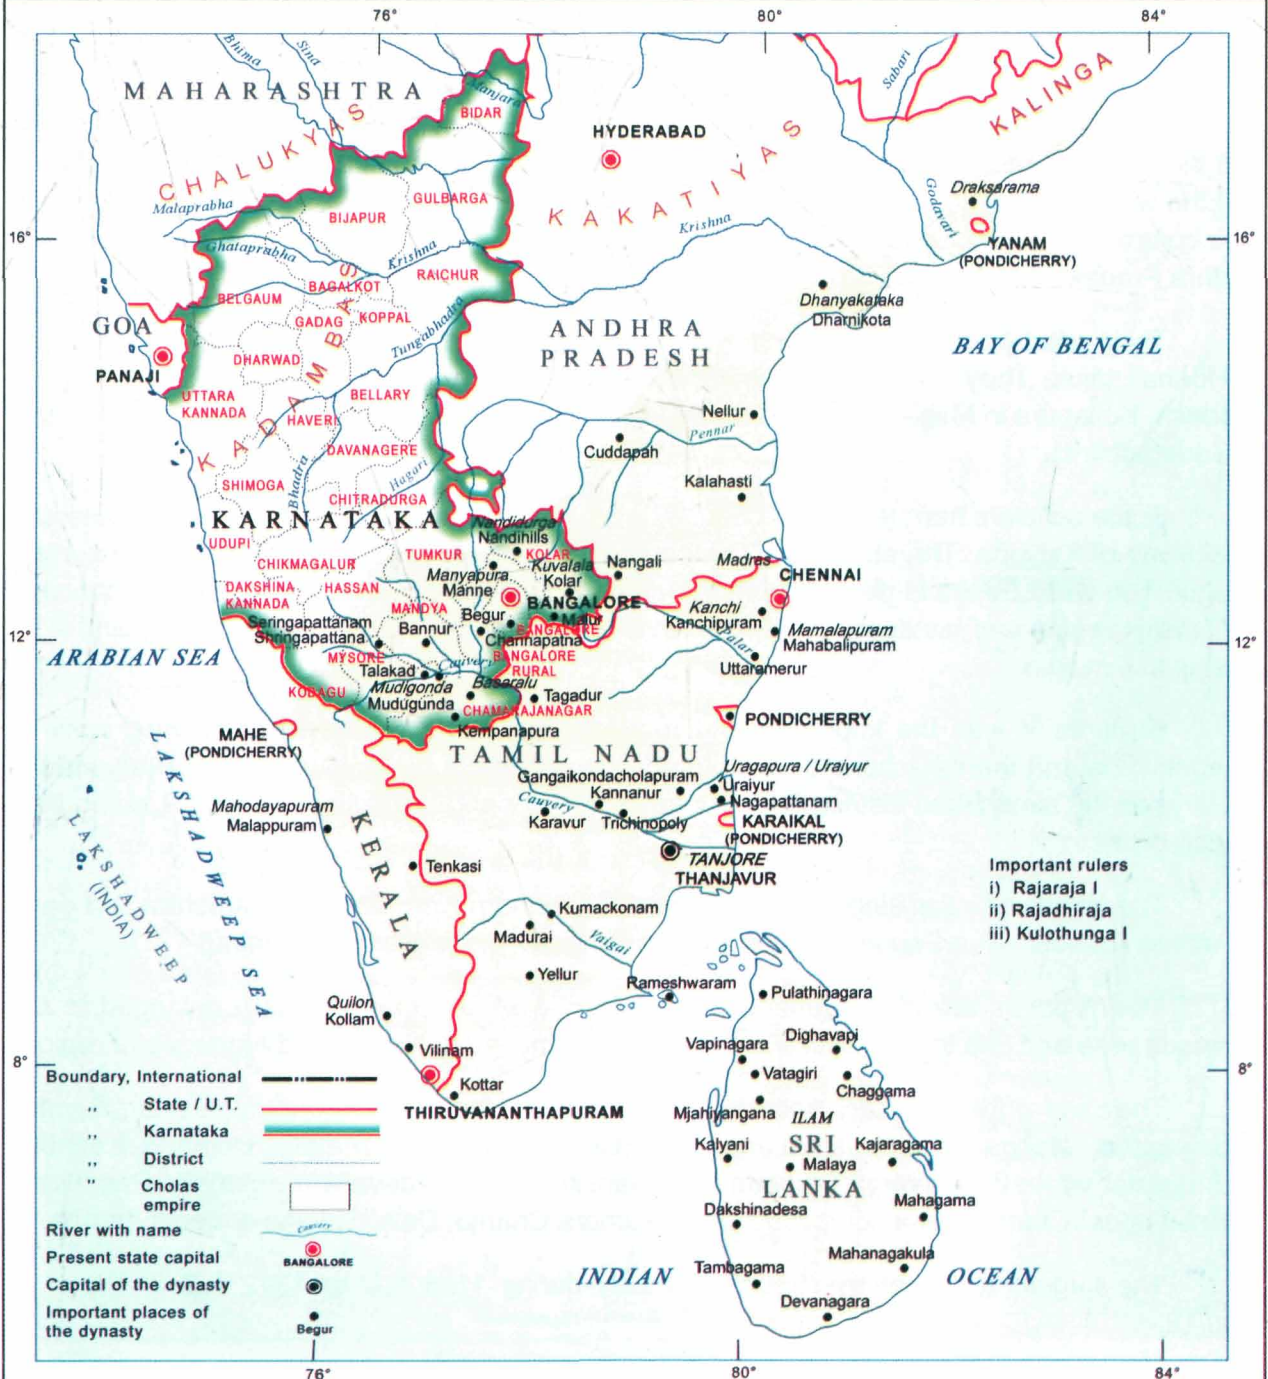 76°
80°
84°
Bhima
Sina
Sabari
MAHARASHTRA
Manjara
BIDAR
KALINGA
HYDERABAD
CHALUKYAS
KAKATIYAS
Draksarama
Malaprabha
BIJAPUR
GULBARGA
Godavari
16°
16°
Krishna
Ghataprabha
Krishna
YANAM
(PONDICHERRY)
RAICHUR
BAGALKOT
BELGAUM
GADAG
KOPPAL
Tungabhadra
Dhanyakataka
Dharnikota
GOA
ANDHRA
PRADESH
BAY OF BENGAL
DHARWAD
PANAJI
KADAMBAS
UTTARA
KANNADA
BELLARY
HAVERI
Nellur
Pennar
Cuddapah
DAVANAGERE
Bhadra
Hagari
SHIMOGA
CHITRADURGA
Kalahasti
KARNATAKA
Nandidurga
Nandihills
UDUPI
TUMKUR
KOLAR
CHIKMAGALUR
Kuvalala
Kolar
Nangali
Madras
CHENNAI
Manyapura
Manne
DAKSHINA
KANNADA
HASSAN
MANDYA
BANGALORE
Kanchi
Kanchipuram
Seringapattanam
Shringapattana
Bannur
Begur
Malur
BANGALORE
Channapatna
12°
12°
Mamalapuram
Mahabalipuram
Palar
ARABIAN SEA
MYSORE
Cauvery
BANGALORE
RURAL
Uttaramerur
Talakad
KODAGU
Mudigonda
Mudugunda
Basaralu
Tagadur
CHAMARAJANAGAR
Kempanapura
PONDICHERRY
MAHE
(PONDICHERRY)
TAMIL NADU
Uragapura / Uraiyur
Gangaikondacholapuram
Kannanur
Uraiyur
Nagapattanam
Cauvery
Karavur
Trichinopoly
KARAIKAL
(PONDICHERRY)
Mahodayapuram
Malappuram
LAKSHADWEEP SEA
LAKSHADWEEP
(INDIA)
KERALA
TANJORE
THANJAVUR
Tenkasi
Important rulers
i) Rajaraja I
ii) Rajadhiraja
iii) Kulothunga I
Kumackonam
Madurai
Vaigai
Yellur
Rameshwaram
Pulathinagara
Quilon
Kollam
Vilinam
Vapinagara
Dighavapi
8°
8°
Vatagiri
Chaggama
Kottar
THIRUVANANTHAPURAM
Mjahiyangana
ILAM
Kalyani
SRI
LANKA
Kajaragama
Malaya
Mahagama
Dakshinadesa
Mahanagakula
Tambagama
Devanagara
INDIAN
OCEAN
Boundary, International
,, State / U.T.
,, Karnataka
,, District
" Cholas
empire
River with name
Cauvery
Present state capital
BANGALORE
Capital of the dynasty
Important places of
the dynasty
Begur
76°
80°
84°